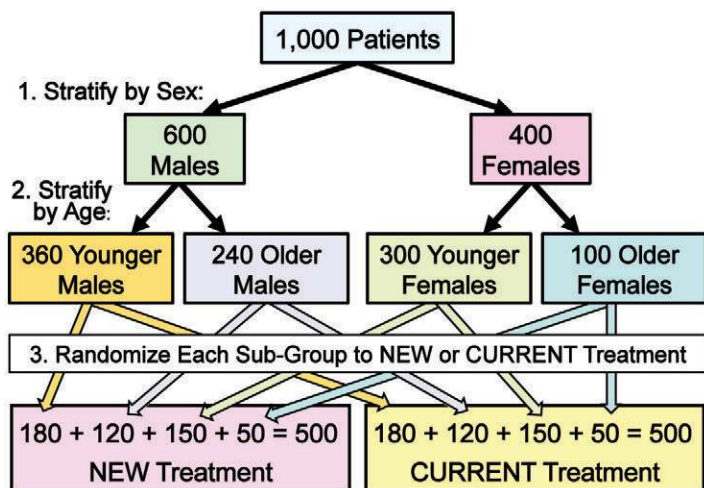 1,000 Patients
1. Stratify by Sex:
600
Males
400
Females
2. Stratify
by Age:
360 Younger
Males
240 Older
Males
300 Younger
Females
100 Older
Females
3. Randomize Each Sub-Group to NEW or CURRENT Treatment
180 + 120 + 150 + 50 = 500
NEW Treatment
180 + 120 + 150 + 50 = 500
CURRENT Treatment